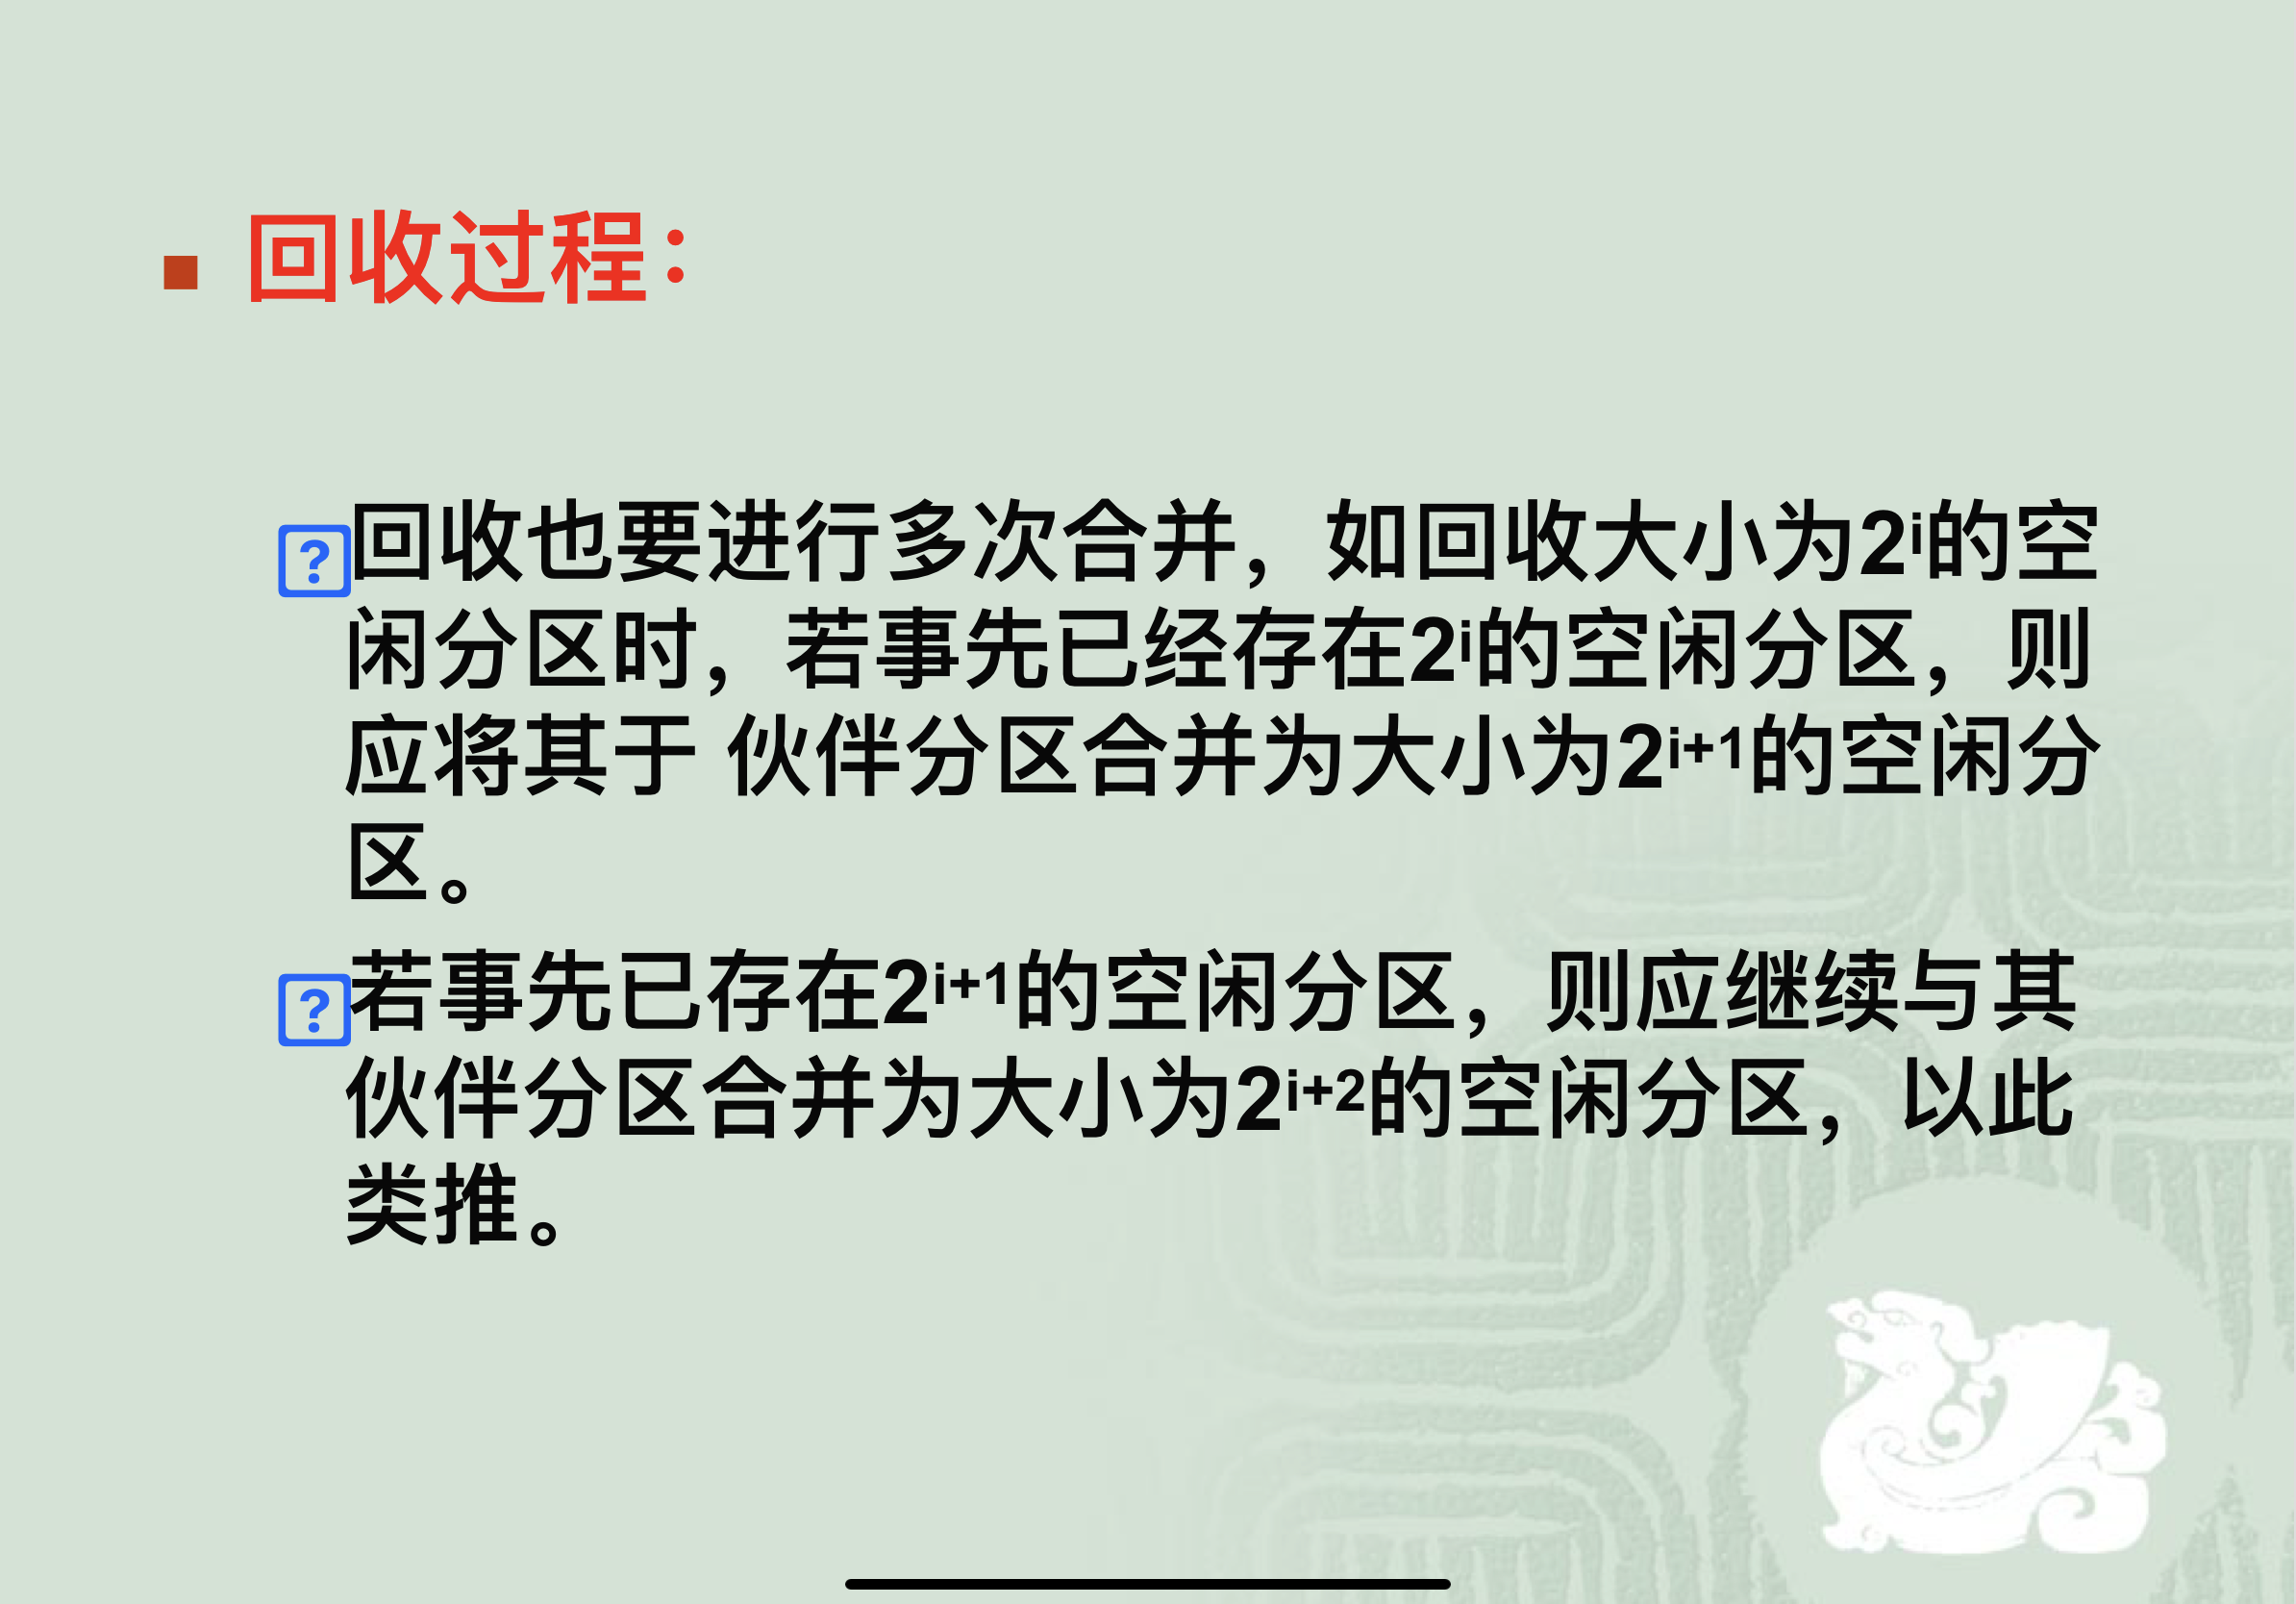 回收过程：
回收也要进行多次合并，如回收大小为2ⁱ的空
闲分区时，若事先已经存在2ⁱ的空闲分区，则
应将其于 伙伴分区合并为大小为2ⁱ⁺¹的空闲分
区。
若事先已存在2ⁱ⁺¹的空闲分区，则应继续与其
伙伴分区合并为大小为2ⁱ⁺²的空闲分区，以此
类推。